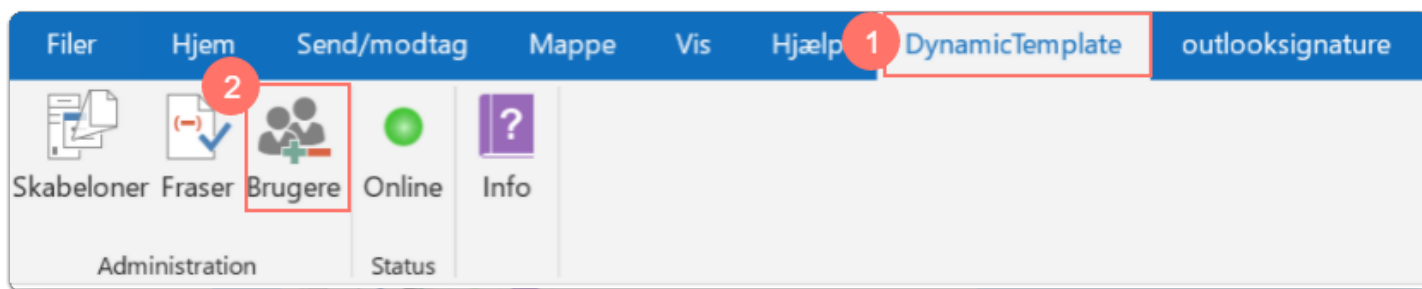 Filer Hjem Send/modtag Mappe Vis Hjælp 1 DynamicTemplate outlooksignature
2
(–) ?
Skabeloner Fraser Brugere Online Info
Administration Status